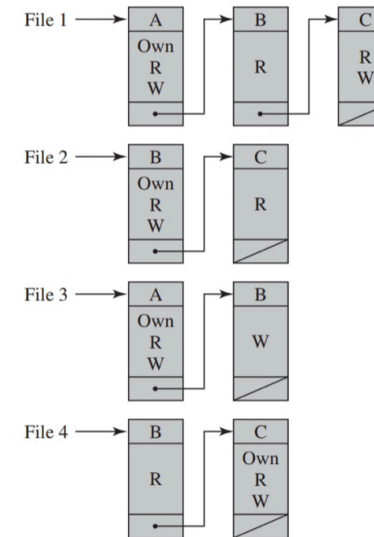 File 1 A B C
Own
R R R
W W
File 2 B C
Own
R R
W
File 3 A B
Own
R W
W
File 4 B C
Own
R R
W